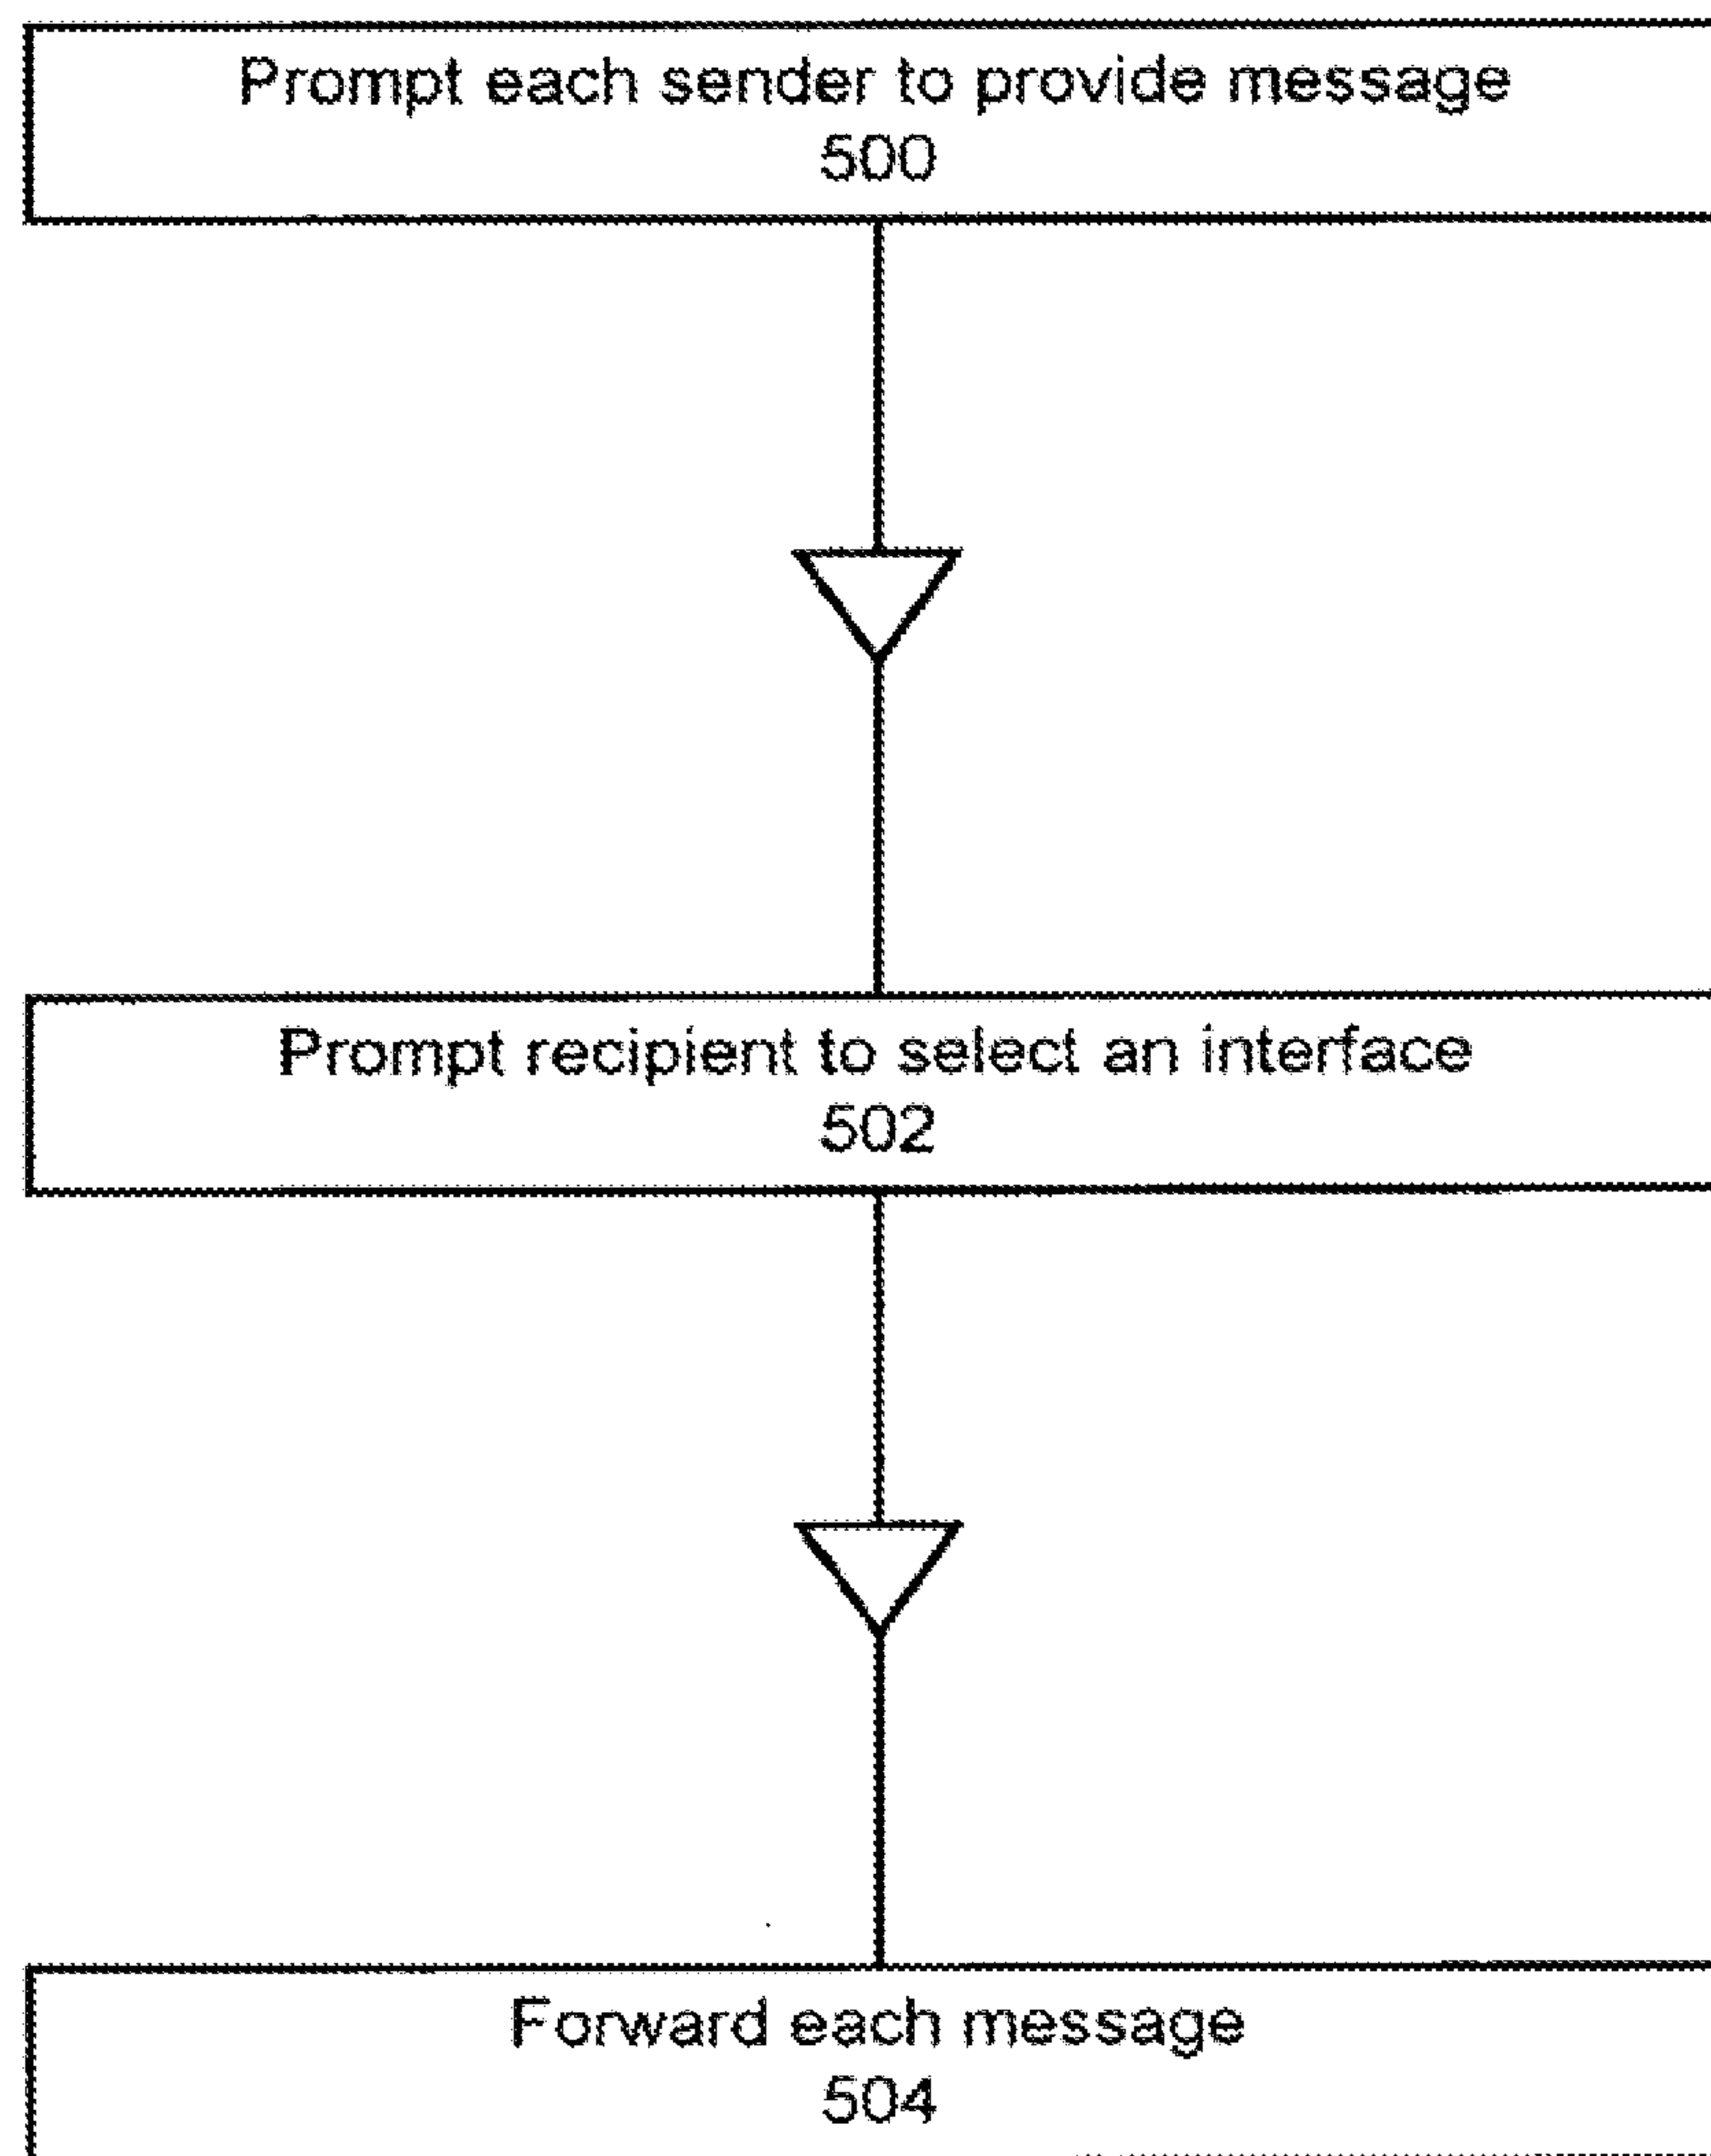 Prompt each sender to provide message
500
Prompt recipient to select an interface
502
Forward each message
504